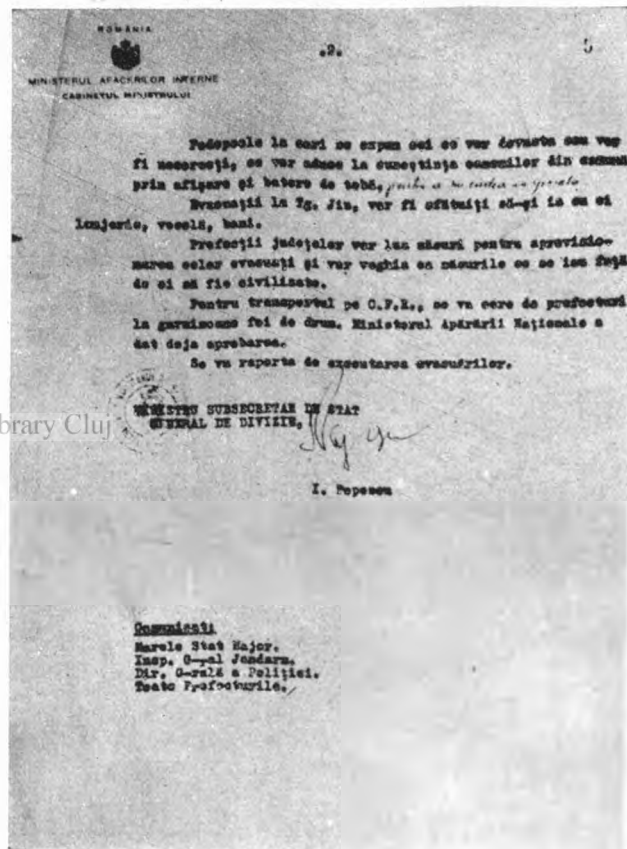 ROMÂNIA
.2.
5
MINISTERUL AFACERILOR INTERNE
CABINETUL MINISTRULUI
Pedepsele la cari se expun cei ce vor devasta sau vor
fi necorecţi, se vor aduce la cunoştinţa oamenilor din comună
prin afişare şi batere de tobă,
Evacuaţii la Tg. Jiu, vor fi sfătuiţi să-şi ia cu ei
lenjerie, veselă, bani.
Prefecţii judeţelor vor lua măsuri pentru aprovizio-
narea celor evacuaţi şi vor veghia ca măsurile ce se iau faţă
de ei să fie civilizate.
Pentru transportul pe C.F.R., se va cere de prefecturi
la garnizoane foi de drum. Ministerul Apărării Naţionale a
dat deja aprobarea.
Se va raporta de executarea evacuărilor.
MINISTRU SUBSECRETAR DE STAT
GENERAL DE DIVIZIE,
brary Cluj
I. Popescu
Comunicat:
Marele Stat Major.
Insp. G-ral Jandarm.
Dir. G-rală a Poliţiei.
Toate Prefecturile.